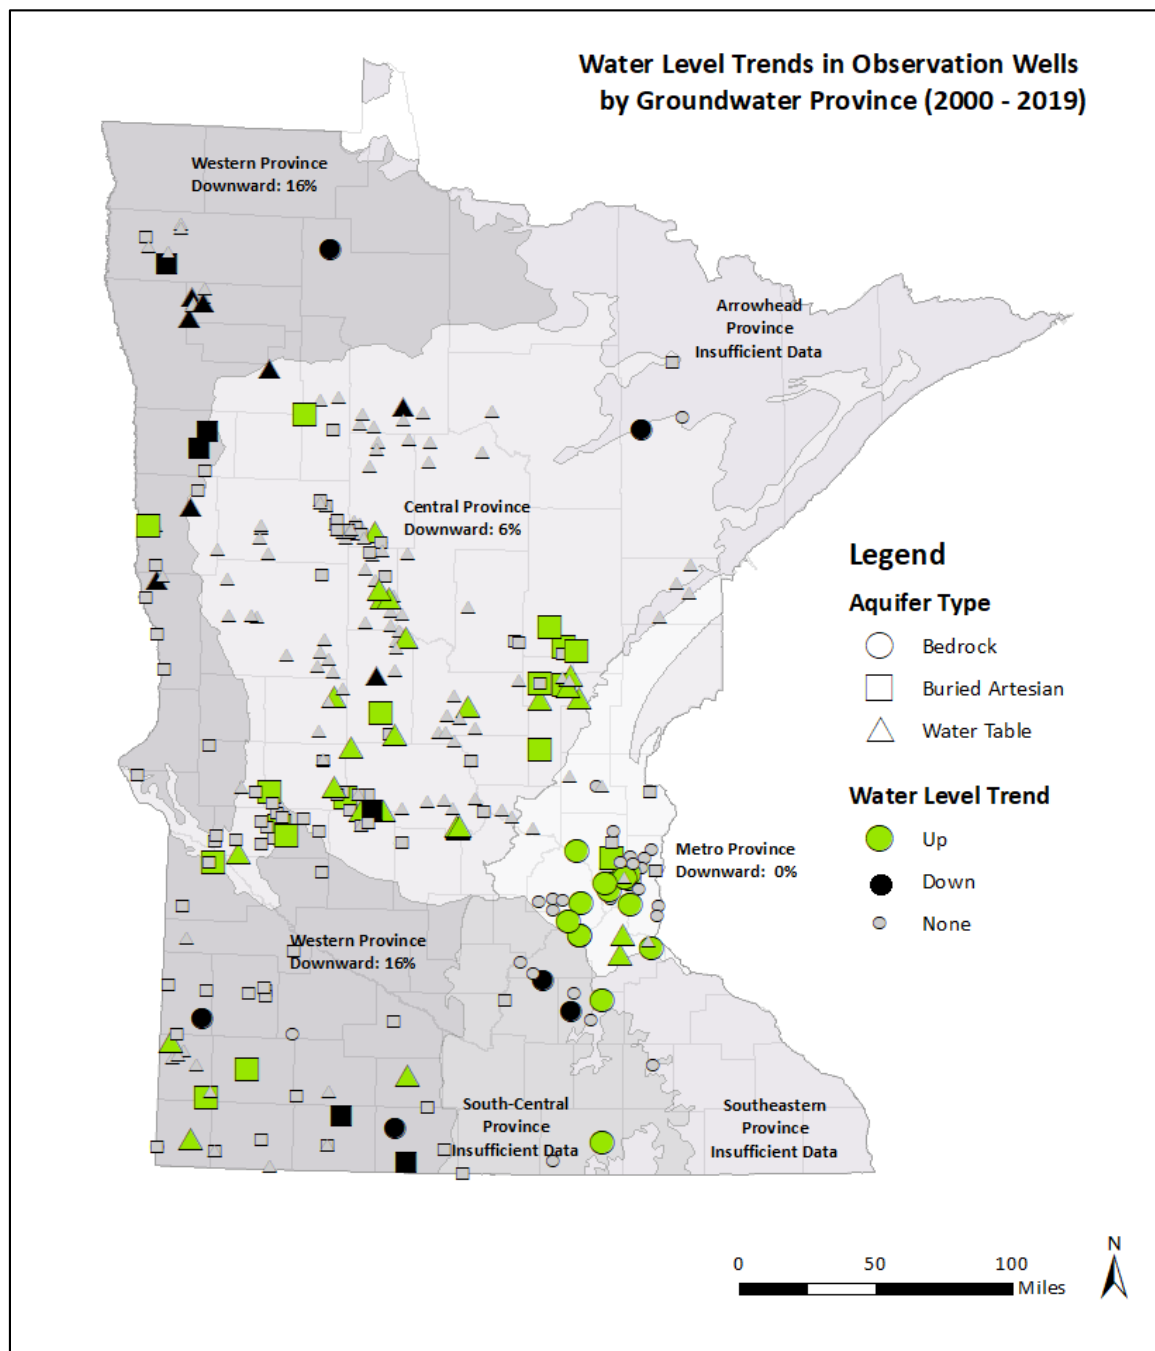 Water Level Trends in Observation Wells
by Groundwater Province (2000 - 2019)
Western Province
Downward: 16%
Arrowhead
Province
Insufficient Data
Central Province
Downward: 6%
Legend
Aquifer Type
Bedrock
Buried Artesian
Water Table
Water Level Trend
Up
Down
None
Metro Province
Downward: 0%
Western Province
Downward: 16%
South-Central
Province
Insufficient Data
Southeastern
Province
Insufficient Data
N
0 50 100
Miles